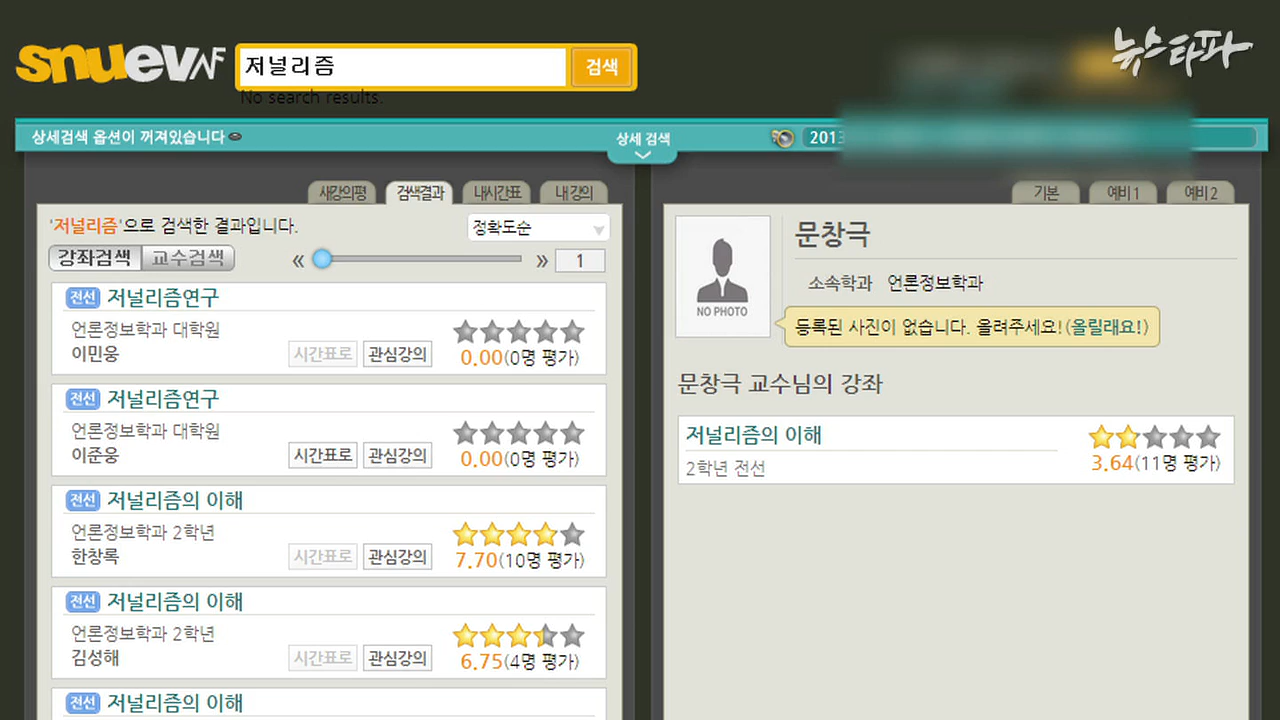 snuev
저널리즘
검색
뉴스타파
No search results.
상세검색 옵션이 꺼져있습니다
상세 검색
2013
새강의평
검색결과
내시간표
내 강의
'저널리즘'으로 검색한 결과입니다.
정확도순
강좌검색
교수검색
«
»
1
전선 저널리즘연구
언론정보학과 대학원
이민웅
시간표로
관심강의
0.00(0명 평가)
전선 저널리즘연구
언론정보학과 대학원
이준웅
시간표로
관심강의
0.00(0명 평가)
전선 저널리즘의 이해
언론정보학과 2학년
한창록
시간표로
관심강의
7.70(10명 평가)
전선 저널리즘의 이해
언론정보학과 2학년
김성해
시간표로
관심강의
6.75(4명 평가)
전선 저널리즘의 이해
기본
예비 1
예비 2
NO PHOTO
문창극
소속학과 언론정보학과
등록된 사진이 없습니다. 올려주세요! (올릴래요!)
문창극 교수님의 강좌
저널리즘의 이해
2학년 전선
3.64(11명 평가)